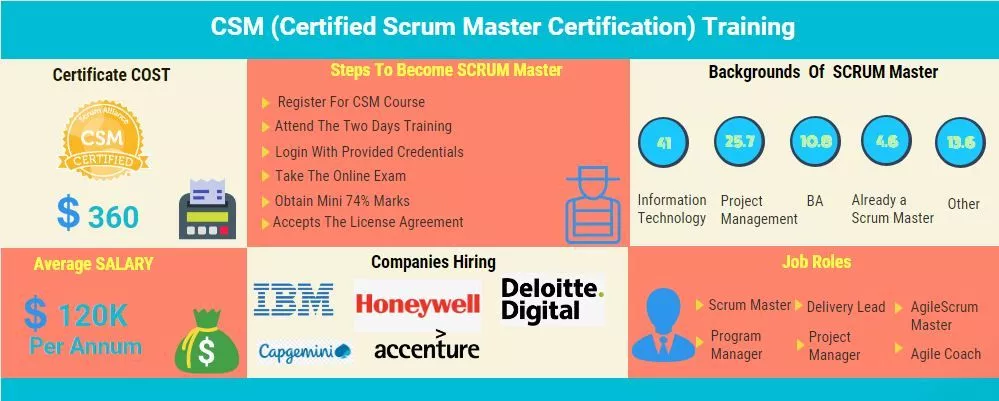 CSM (Certified Scrum Master Certification) Training
Certificate COST
Scrum Alliance
CSM
CERTIFIED
$ 360
Steps To Become SCRUM Master
Register For CSM Course
Attend The Two Days Training
Login With Provided Credentials
Take The Online Exam
Obtain Mini 74% Marks
Accepts The License Agreement
Backgrounds Of SCRUM Master
41
25.7
10.8
4.6
13.6
Information
Technology
Project
Management
BA
Already a
Scrum Master
Other
Average SALARY
$ 120K
Per Annum
$
Companies Hiring
IBM
Honeywell
Deloitte.
Digital
Capgemini
>
accenture
Job Roles
Scrum Master
Delivery Lead
AgileScrum
Master
Program
Manager
Project
Manager
Agile Coach